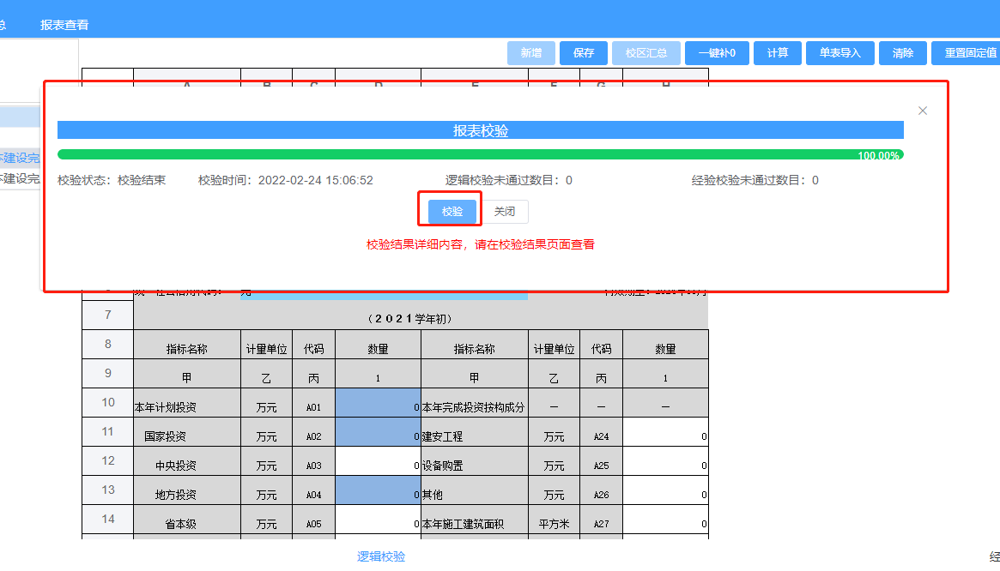 总 报表查看
新增 保存 校区汇总 一键补0 计算 单表导入 清除 重置固定值
A B C D E F G H
报表校验
100.00%
校验状态：校验结束 校验时间：2022-02-24 15:06:52 逻辑校验未通过数目：0 经验校验未通过数目：0
校验 关闭
校验结果详细内容，请在校验结果页面查看
本建设完
本建设完
7 （２０２１学年初）
8 指标名称 计量单位 代码 数量 指标名称 计量单位 代码 数量
9 甲 乙 丙 1 甲 乙 丙 1
10 本年计划投资 万元 A01 0 本年完成投资按构成分 — — —
11 国家投资 万元 A02 0 建安工程 万元 A24 0
12 中央投资 万元 A03 0 设备购置 万元 A25 0
13 地方投资 万元 A04 0 其他 万元 A26 0
14 省本级 万元 A05 0 本年施工建筑面积 平方米 A27 0
逻辑校验 经